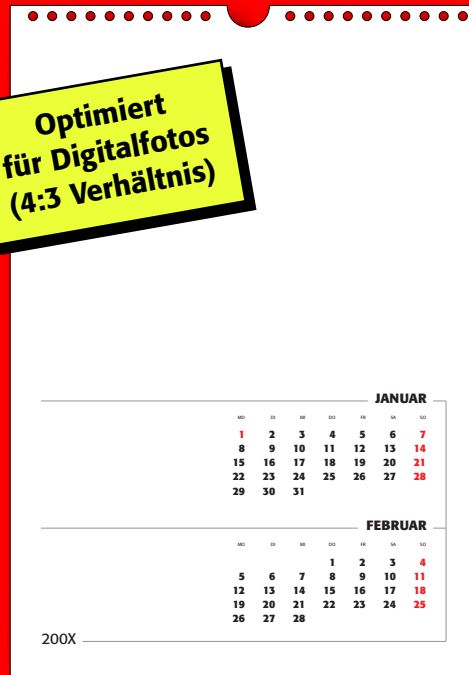 Optimiert
für Digitalfotos
(4:3 Verhältnis)
JANUAR
MO DI MI DO FR SA SO
1 2 3 4 5 6 7
8 9 10 11 12 13 14
15 16 17 18 19 20 21
22 23 24 25 26 27 28
29 30 31
FEBRUAR
MO DI MI DO FR SA SO
1 2 3 4
5 6 7 8 9 10 11
12 13 14 15 16 17 18
19 20 21 22 23 24 25
26 27 28
200X